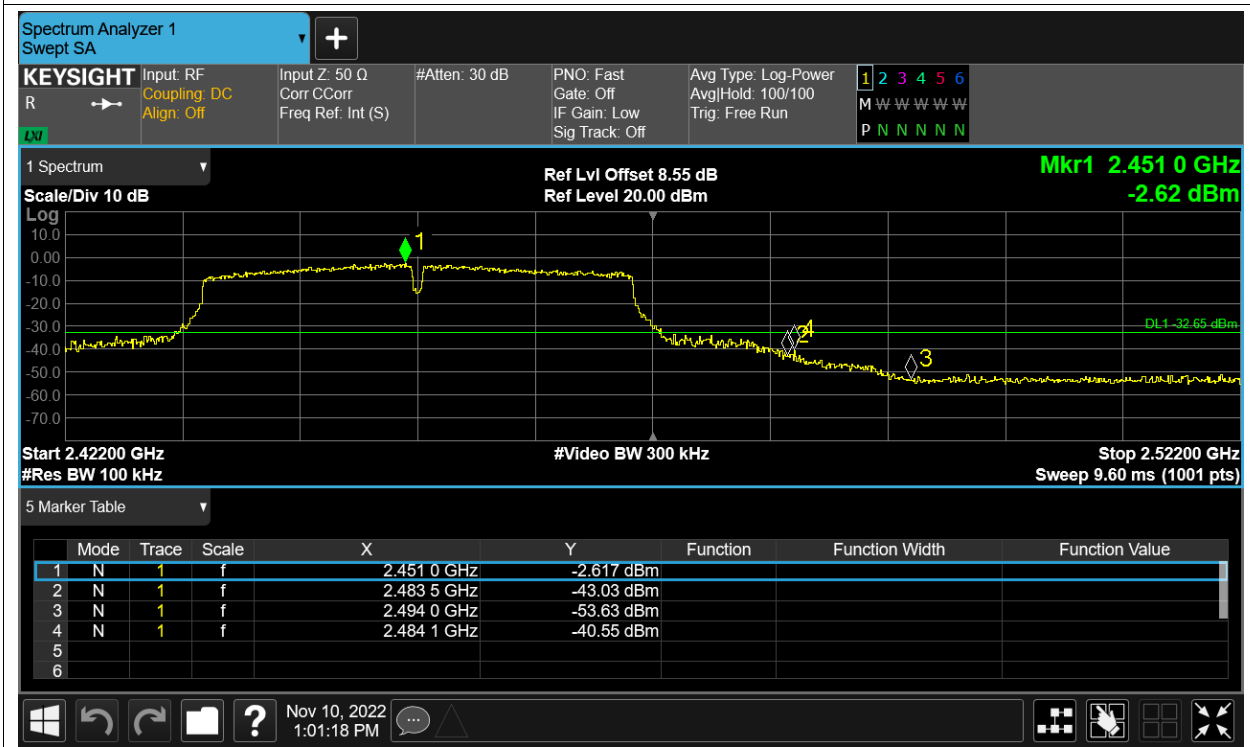 Spectrum Analyzer 1
Swept SA
+
KEYSIGHT Input: RF Input Z: 50 Ω #Atten: 30 dB PNO: Fast Avg Type: Log-Power 1 2 3 4 5 6
R Coupling: DC Corr CCorr Gate: Off Avg|Hold: 100/100 M W W W W W
Align: Off Freq Ref: Int (S) IF Gain: Low Trig: Free Run
LXI Sig Track: Off P N N N N N
1 Spectrum Ref Lvl Offset 8.55 dB Mkr1 2.451 0 GHz
Scale/Div 10 dB Ref Level 20.00 dBm -2.62 dBm
Log
10.0
1
0.00
-10.0
-20.0
-30.0 2 4 DL1 -32.65 dBm
-40.0
3
-50.0
-60.0
-70.0
Start 2.42200 GHz #Video BW 300 kHz Stop 2.52200 GHz
#Res BW 100 kHz Sweep 9.60 ms (1001 pts)
5 Marker Table
Mode Trace Scale X Y Function Function Width Function Value
1 N 1 f 2.451 0 GHz -2.617 dBm
2 N 1 f 2.483 5 GHz -43.03 dBm
3 N 1 f 2.494 0 GHz -53.63 dBm
4 N 1 f 2.484 1 GHz -40.55 dBm
5
6
? Nov 10, 2022
1:01:18 PM